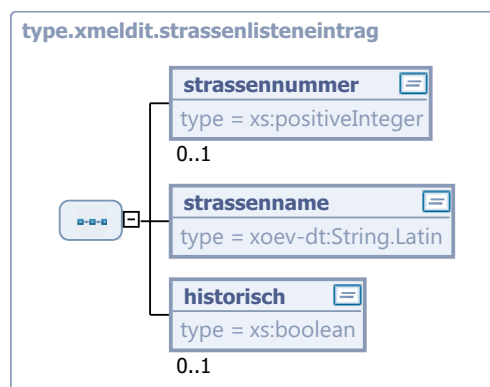 type.xmeldit.strassenlisteneintrag
strassennummer
type = xs:positiveInteger
0..1
strassenname
type = xoev-dt:String.Latin
historisch
type = xs:boolean
0..1